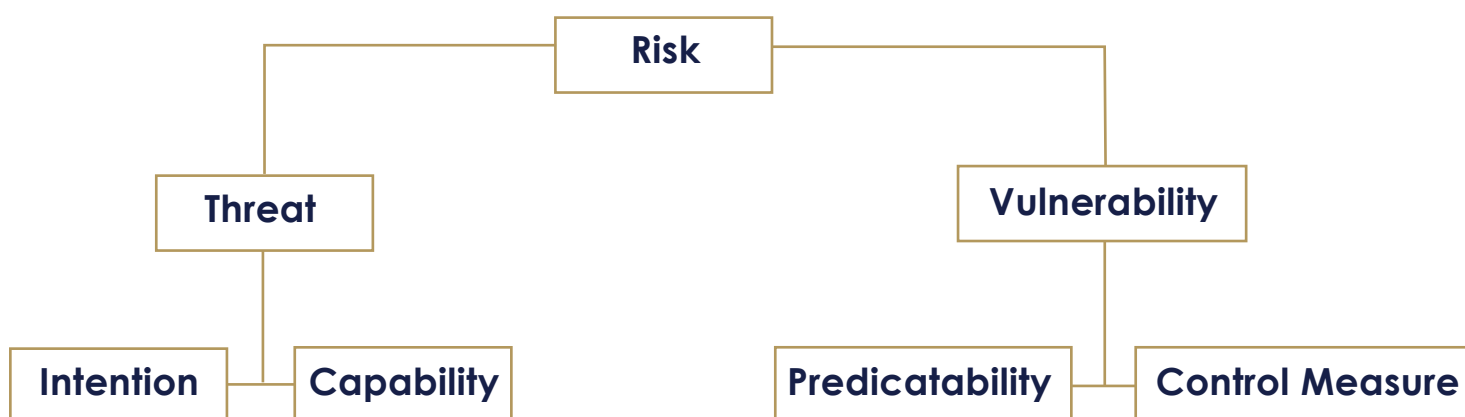 Risk
Threat
Vulnerability
Intention
Capability
Predicatability
Control Measure